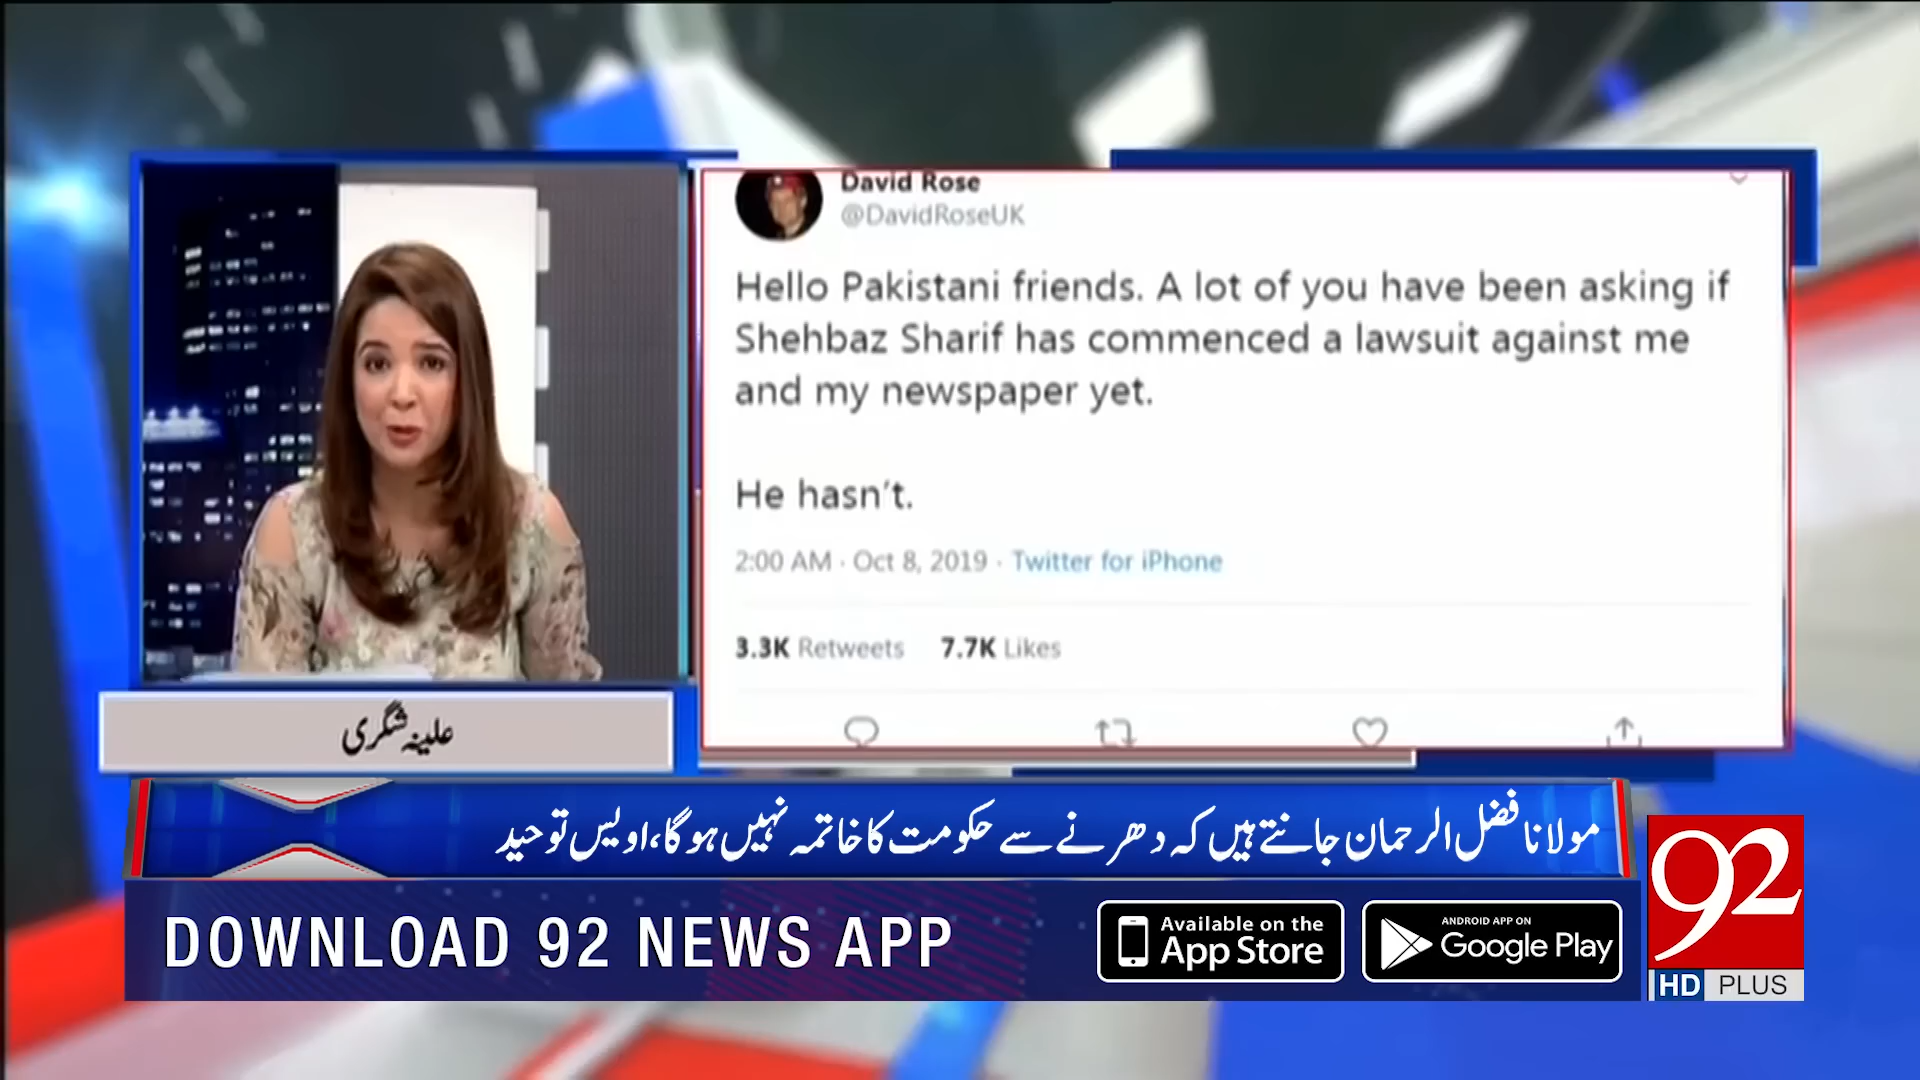 David Rose
@DavidRoseUK
Hello Pakistani friends. A lot of you have been asking if
Shehbaz Sharif has commenced a lawsuit against me
and my newspaper yet.
He hasn't.
2:00 AM · Oct 8, 2019 · Twitter for iPhone
3.3K Retweets 7.7K Likes
علینہ شگری
مولانا فضل الرحمان جانتے ہیں کہ دھرنے سے حکومت کا خاتمہ نہیں ہو گا، اویس توحید
DOWNLOAD 92 NEWS APP
Available on the
App Store
ANDROID APP ON
Google Play
92
HD PLUS